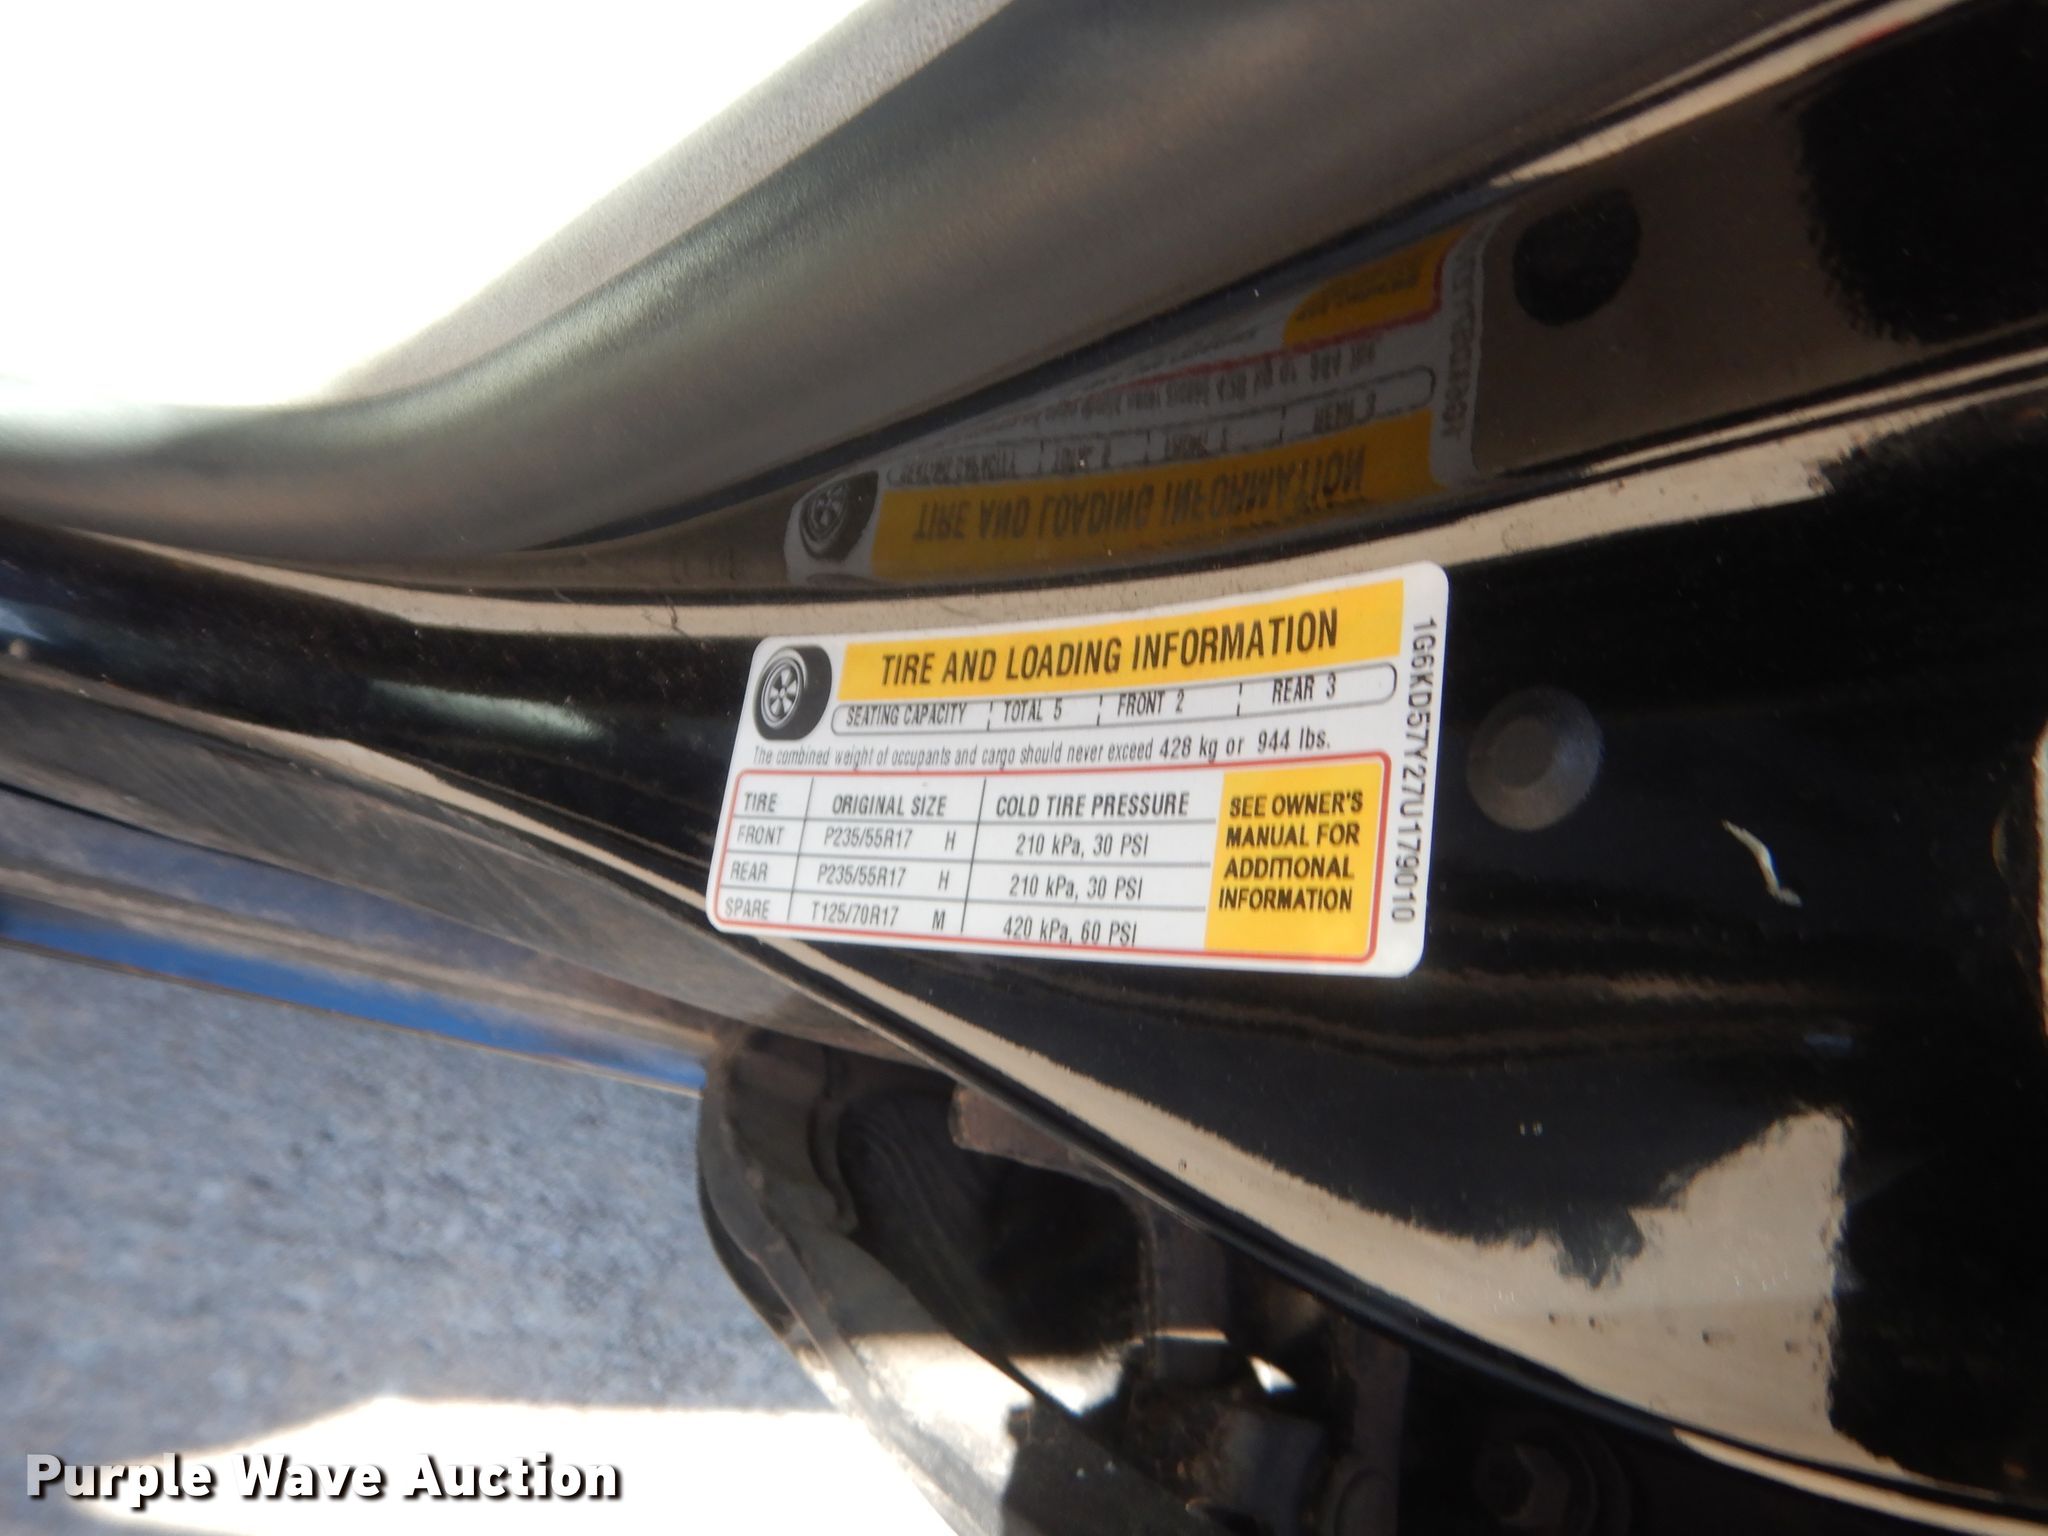 TIRE AND LOADING INFORMATION
SEATING CAPACITY TOTAL 5 FRONT 2 REAR 3
The combined weight of occupants and cargo should never exceed 428 kg or 944 lbs.
TIRE ORIGINAL SIZE COLD TIRE PRESSURE
FRONT P235/55R17 H 210 kPa, 30 PSI
REAR P235/55R17 H 210 kPa, 30 PSI
SPARE T125/70R17 M 420 kPa, 60 PSI
SEE OWNER'S
MANUAL FOR
ADDITIONAL
INFORMATION
1G6KD57Y27U179010
Purple Wave Auction